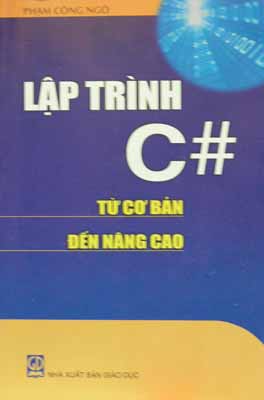 PHẠM CÔNG NGÔ
LẬP TRÌNH
C#
TỪ CƠ BẢN
ĐẾN NÂNG CAO
NHÀ XUẤT BẢN GIÁO DỤC